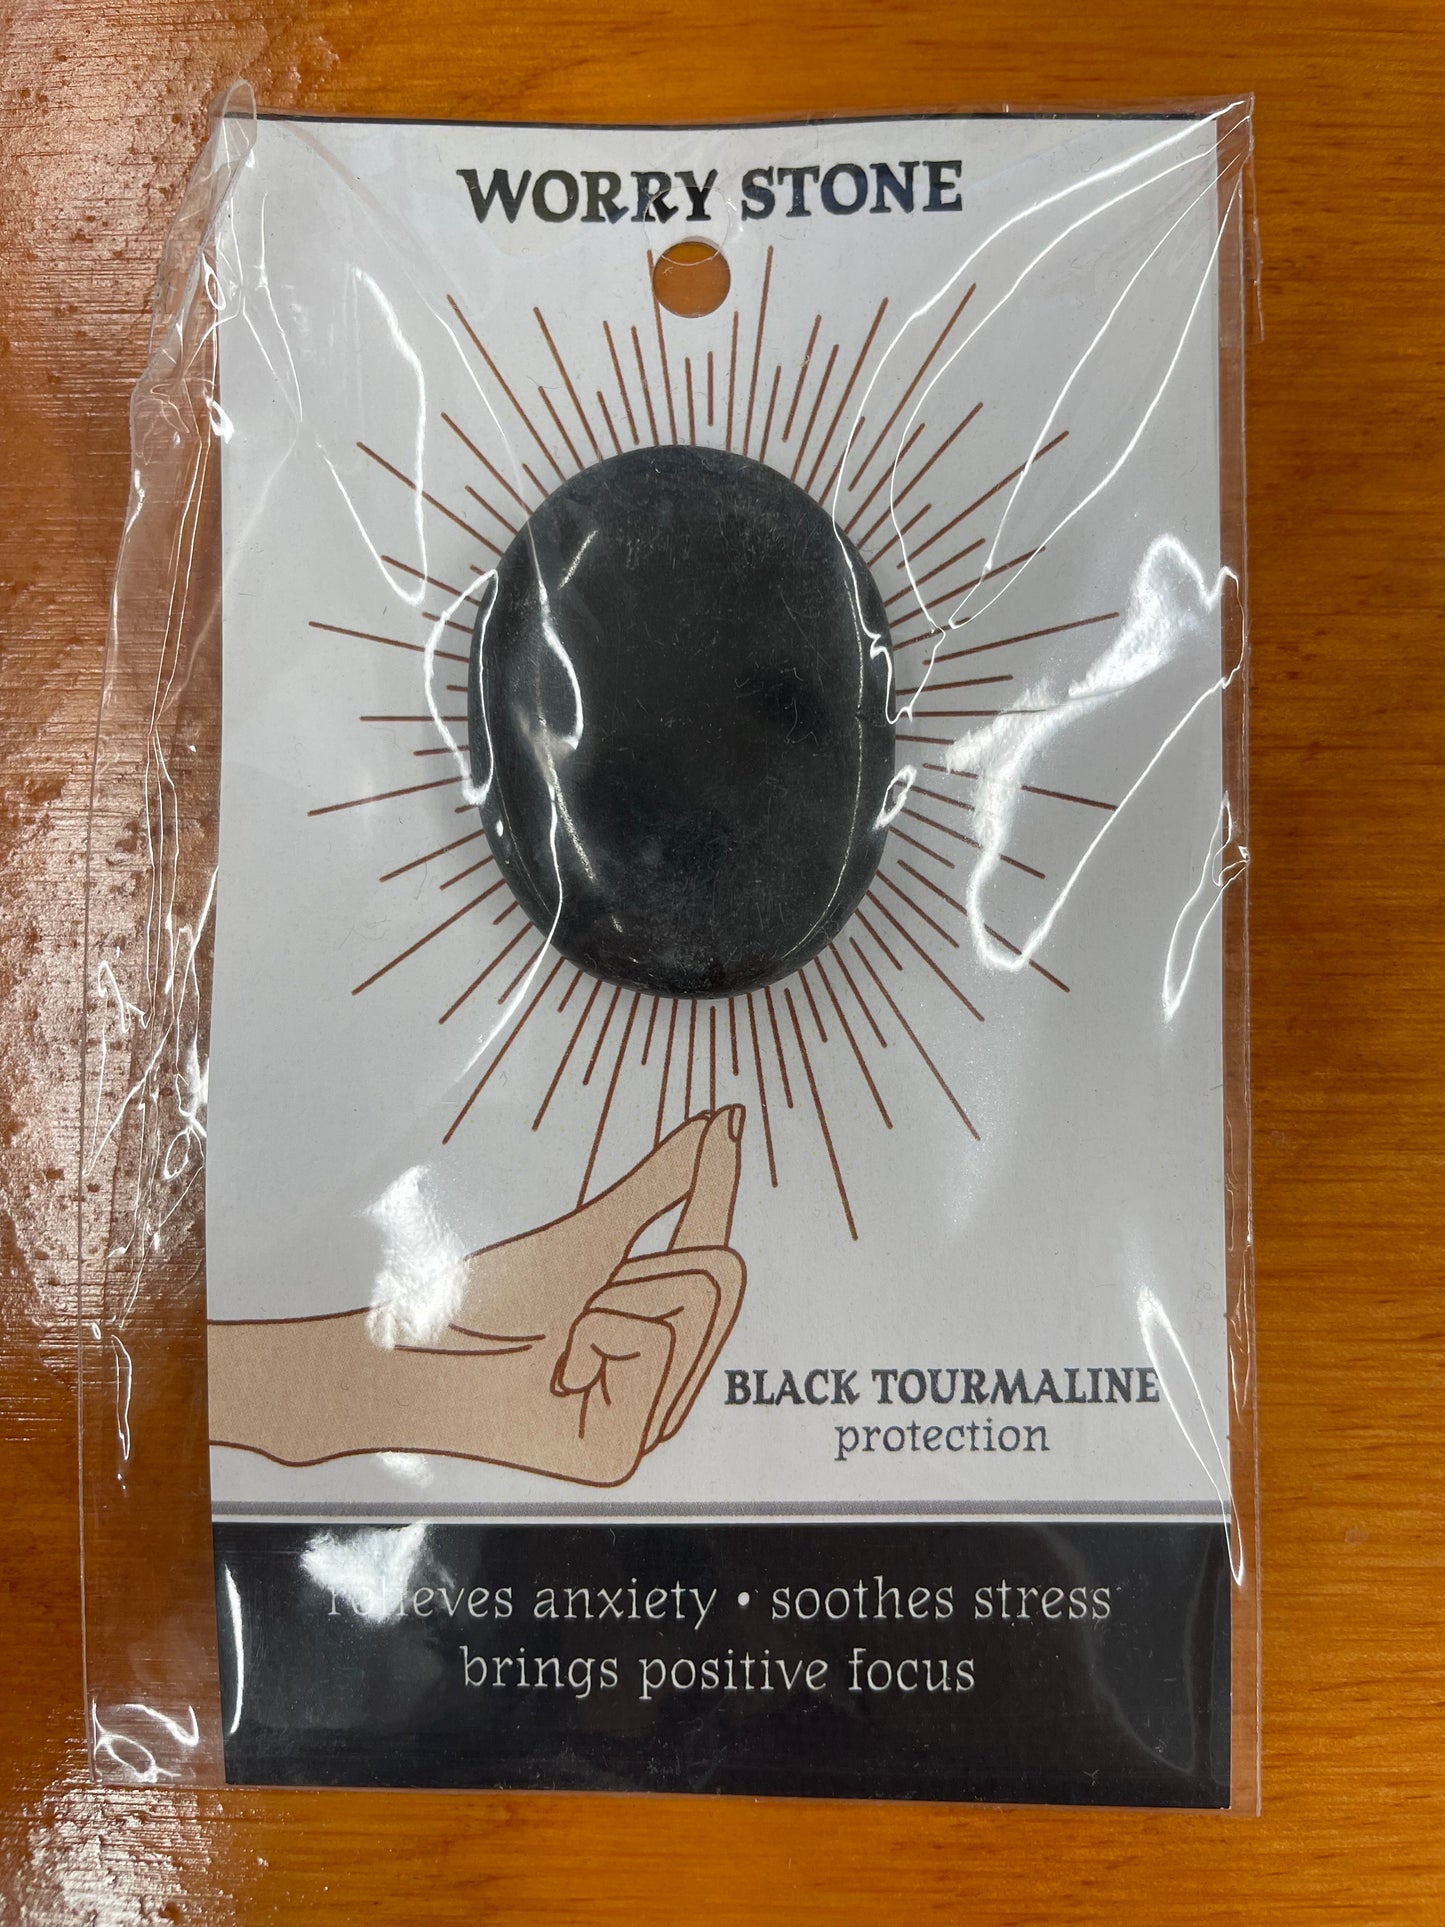 WORRY STONE
BLACK TOURMALINE
protection
relieves anxiety • soothes stress
brings positive focus